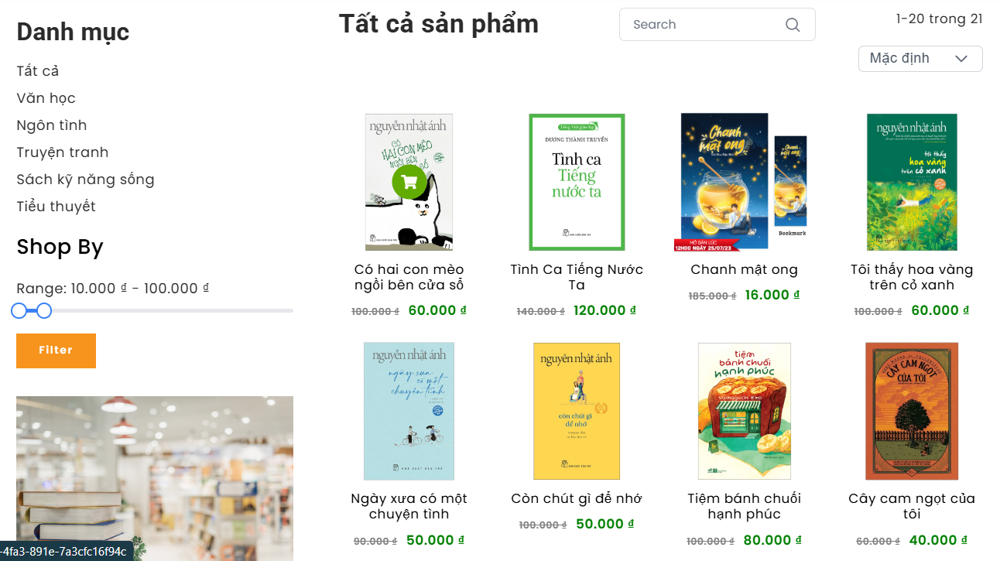 Danh mục
Tất cả
Văn học
Ngôn tình
Truyện tranh
Sách kỹ năng sống
Tiểu thuyết
Shop By
Range: 10.000 ₫ - 100.000 ₫
Filter
-4fa3-891e-7a3cfc16f94c
Tất cả sản phẩm
Search
1-20 trong 21
Mặc định
nguyễn nhật ánh
CÓ
HAI CON MÈO
NGỒI BÊN
Có hai con mèo
ngồi bên cửa sổ
100.000 ₫ 60.000 ₫
Tiếng Việt giàu đẹp
DƯƠNG THÀNH TRUYỀN
Tình ca
Tiếng
nước ta
Tình Ca Tiếng Nước
Ta
140.000 ₫ 120.000 ₫
Chanh
mật ong
Chanh
mật ong
Bookmark
MỞ BÁN LÚC
12H00 NGÀY 25/07/23
Chanh mật ong
185.000 ₫ 16.000 ₫
nguyễn nhật ánh
tôi thấy
hoa vàng
trên cỏ xanh
Tôi thấy hoa vàng
trên cỏ xanh
100.000 ₫ 60.000 ₫
nguyễn nhật ánh
ngày xưa
có một
chuyện tình
Ngày xưa có một
chuyện tình
90.000 ₫ 50.000 ₫
nguyễn nhật ánh
còn chút gì
để nhớ
Còn chút gì để nhớ
100.000 ₫ 50.000 ₫
tiệm
bánh chuối
hạnh phúc
Tiệm bánh chuối
hạnh phúc
100.000 ₫ 80.000 ₫
CÂY CAM NGỌT
CỦA TÔI
Cây cam ngọt của
tôi
60.000 ₫ 40.000 ₫